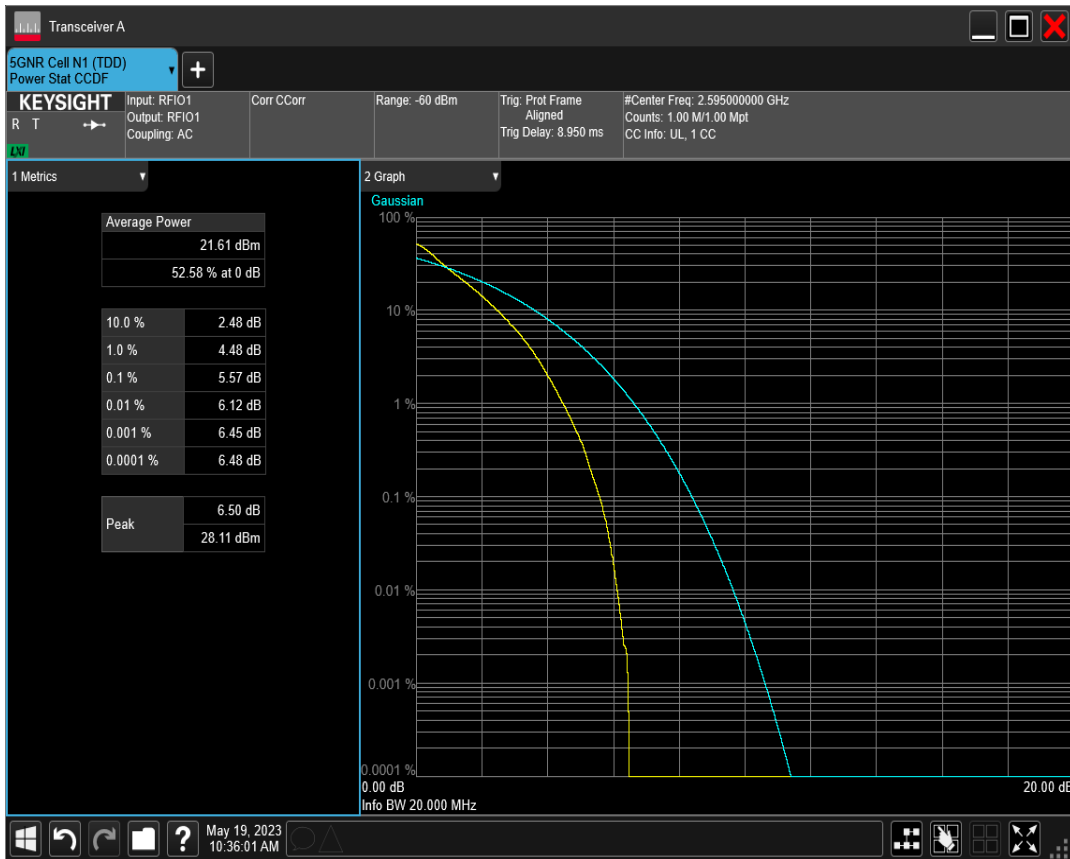 Transceiver A
5GNR Cell N1 (TDD)
Power Stat CCDF
KEYSIGHT
R T
LXI
Input: RFIO1
Output: RFIO1
Coupling: AC
Corr CCorr
Range: -60 dBm
Trig: Prot Frame
Aligned
Trig Delay: 8.950 ms
#Center Freq: 2.595000000 GHz
Counts: 1.00 M/1.00 Mpt
CC Info: UL, 1 CC
1 Metrics
Average Power
21.61 dBm
52.58 % at 0 dB
10.0 % 2.48 dB
1.0 % 4.48 dB
0.1 % 5.57 dB
0.01 % 6.12 dB
0.001 % 6.45 dB
0.0001 % 6.48 dB
Peak
6.50 dB
28.11 dBm
2 Graph
Gaussian
100 %
10 %
1 %
0.1 %
0.01 %
0.001 %
0.0001 %
0.00 dB 20.00 dB
Info BW 20.000 MHz
?
May 19, 2023
10:36:01 AM